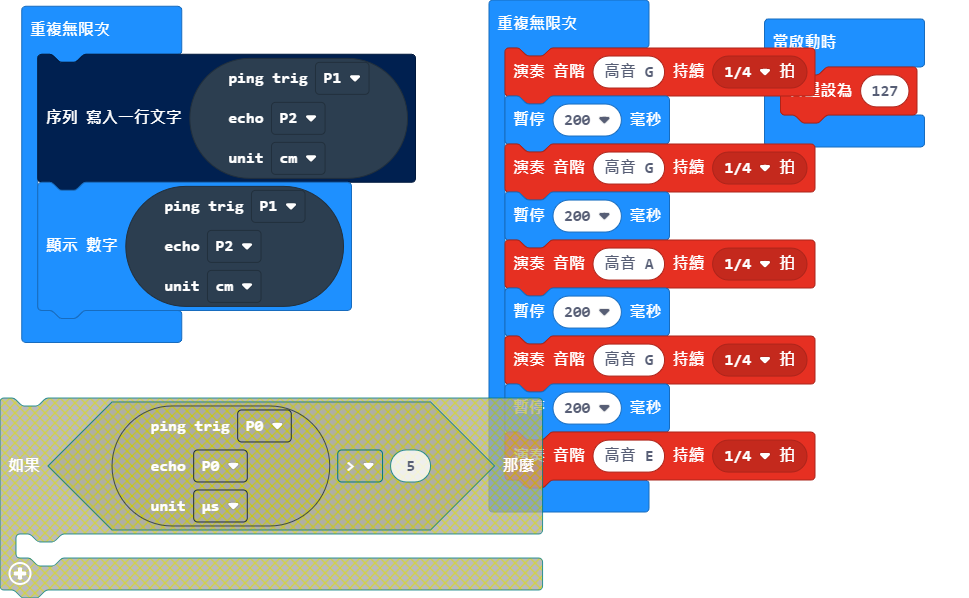 重複無限次
序列 寫入一行文字
ping trig P1
echo P2
unit cm
顯示 數字
ping trig P1
echo P2
unit cm
重複無限次
演奏 音階 高音 G 持續 1/4 拍
暫停 200 毫秒
演奏 音階 高音 G 持續 1/4 拍
暫停 200 毫秒
演奏 音階 高音 A 持續 1/4 拍
暫停 200 毫秒
演奏 音階 高音 G 持續 1/4 拍
暫停 200 毫秒
演奏 音階 高音 E 持續 1/4 拍
當啟動時
設為 127
如果
ping trig P0
echo P0
unit µs
> 5
那麼